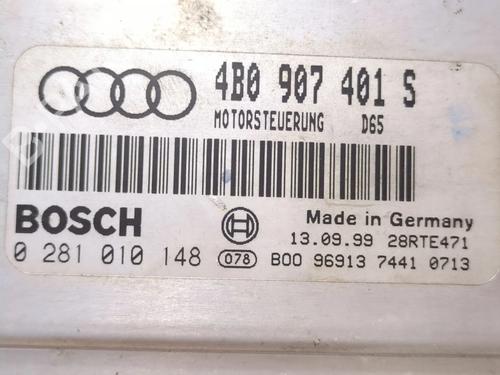 4B0 907 401 S
MOTORSTEUERUNG D65
BOSCH
Made in Germany
13.09.99 28RTE471
0 281 010 148 078 B00 96913 7441 0713